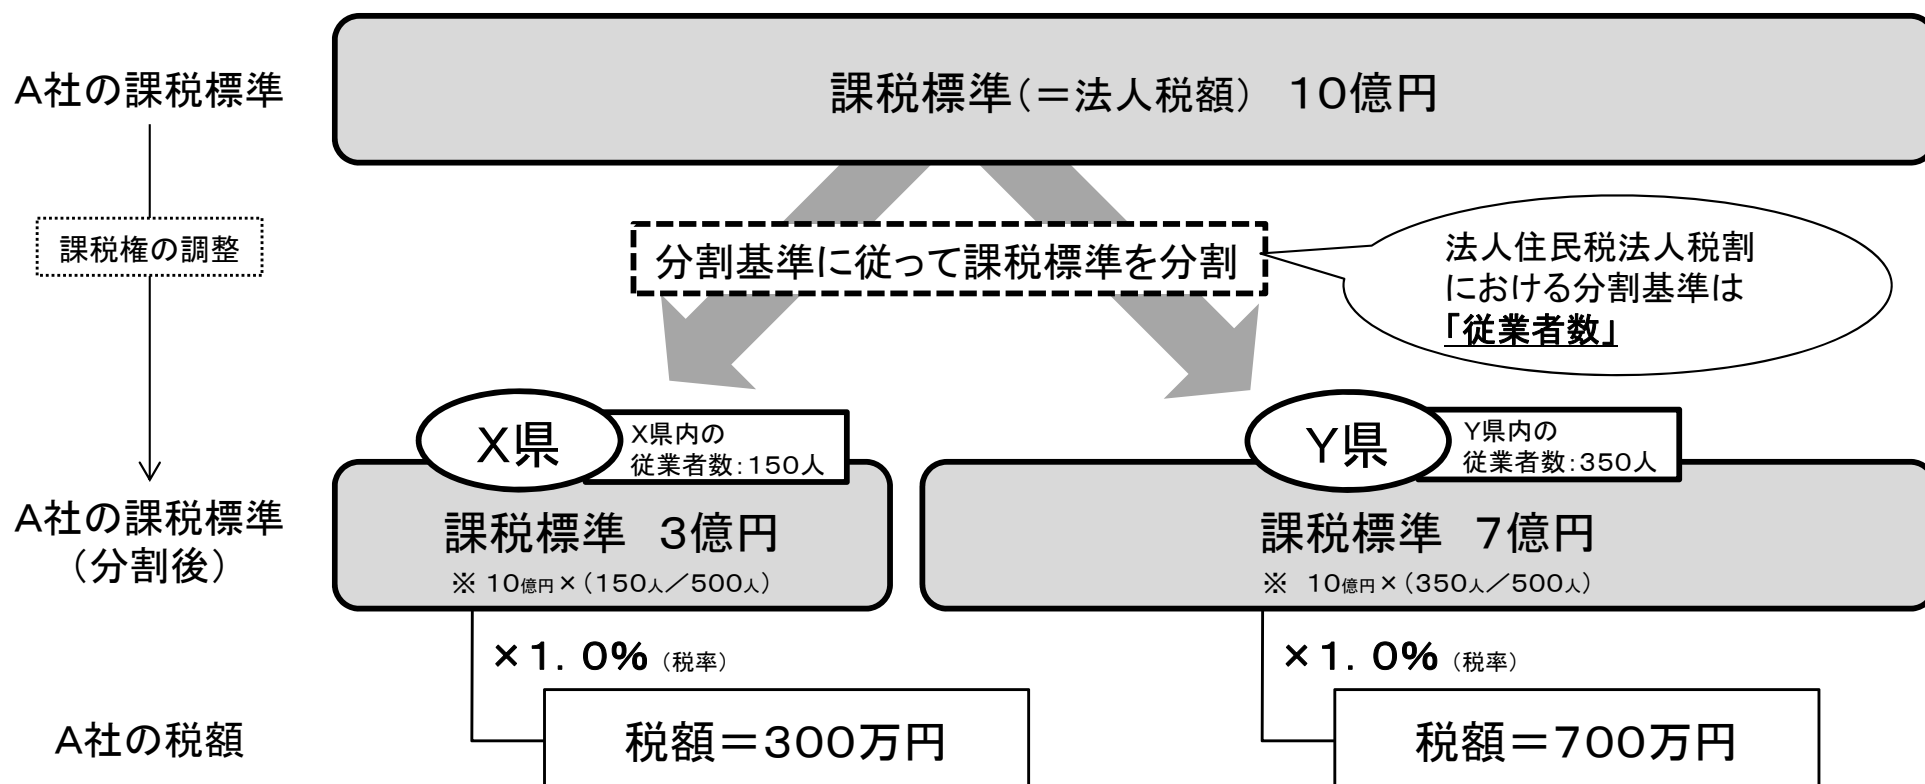 A社の課税標準
課税標準(＝法人税額)　10億円
課税権の調整
分割基準に従って課税標準を分割
法人住民税法人税割
における分割基準は
「従業者数」
X県
X県内の
従業者数：150人
Y県
Y県内の
従業者数：350人
A社の課税標準
(分割後)
課税標準　3億円
※ 10億円×(150人／500人)
課税標準　7億円
※ 10億円×(350人／500人)
×1.0% (税率)
×1.0% (税率)
A社の税額
税額＝300万円
税額＝700万円